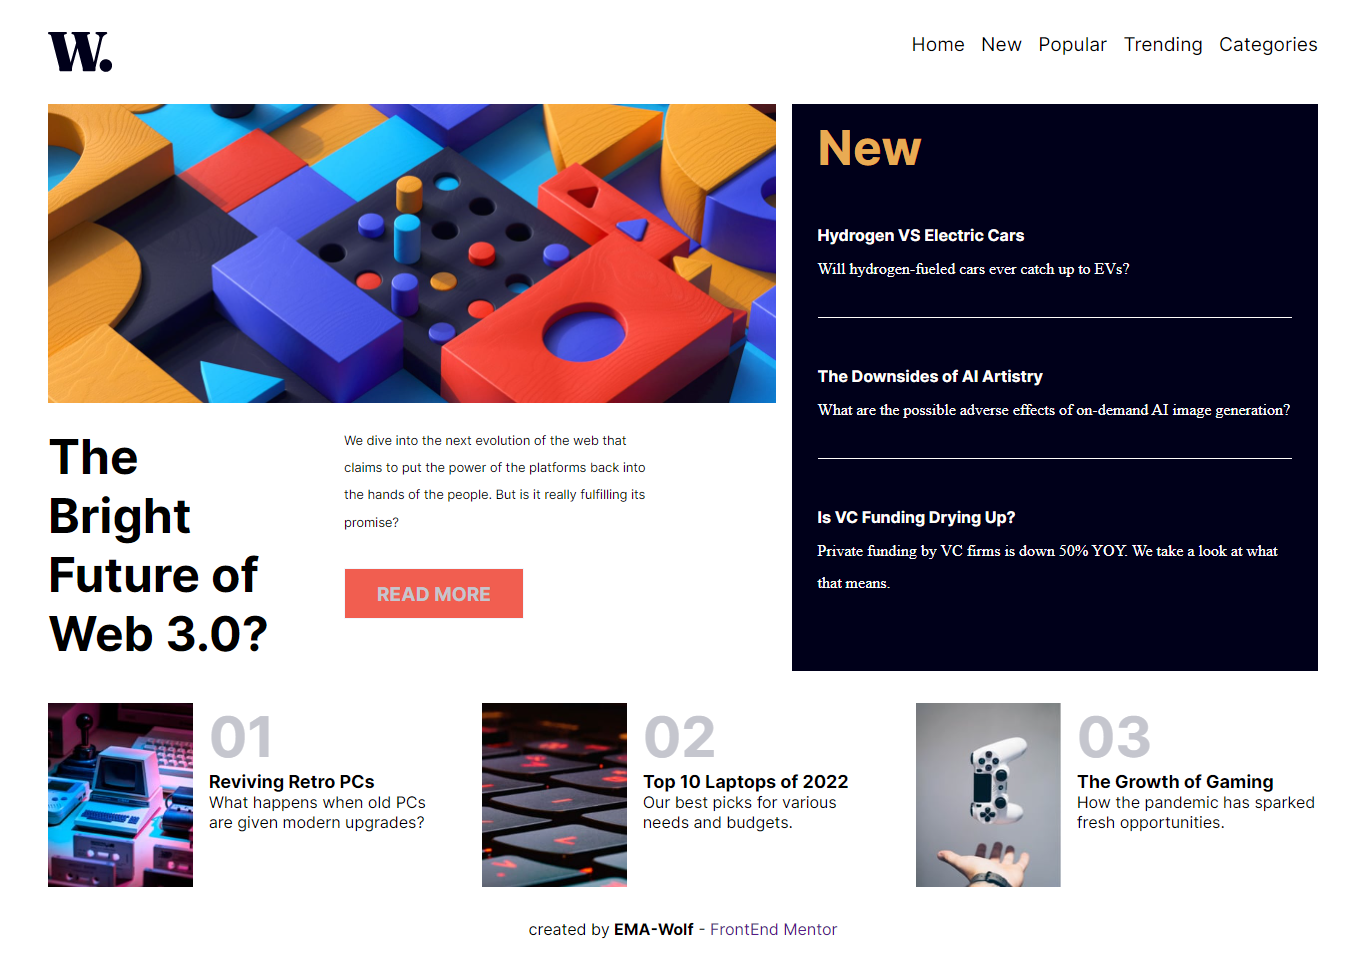 W.
Home New Popular Trending Categories
New
Hydrogen VS Electric Cars
Will hydrogen-fueled cars ever catch up to EVs?
The Downsides of AI Artistry
What are the possible adverse effects of on-demand AI image generation?
Is VC Funding Drying Up?
Private funding by VC firms is down 50% YOY. We take a look at what
that means.
The
Bright
Future of
Web 3.0?
We dive into the next evolution of the web that
claims to put the power of the platforms back into
the hands of the people. But is it really fulfilling its
promise?
READ MORE
01
Reviving Retro PCs
What happens when old PCs
are given modern upgrades?
02
Top 10 Laptops of 2022
Our best picks for various
needs and budgets.
03
The Growth of Gaming
How the pandemic has sparked
fresh opportunities.
created by EMA-Wolf - FrontEnd Mentor